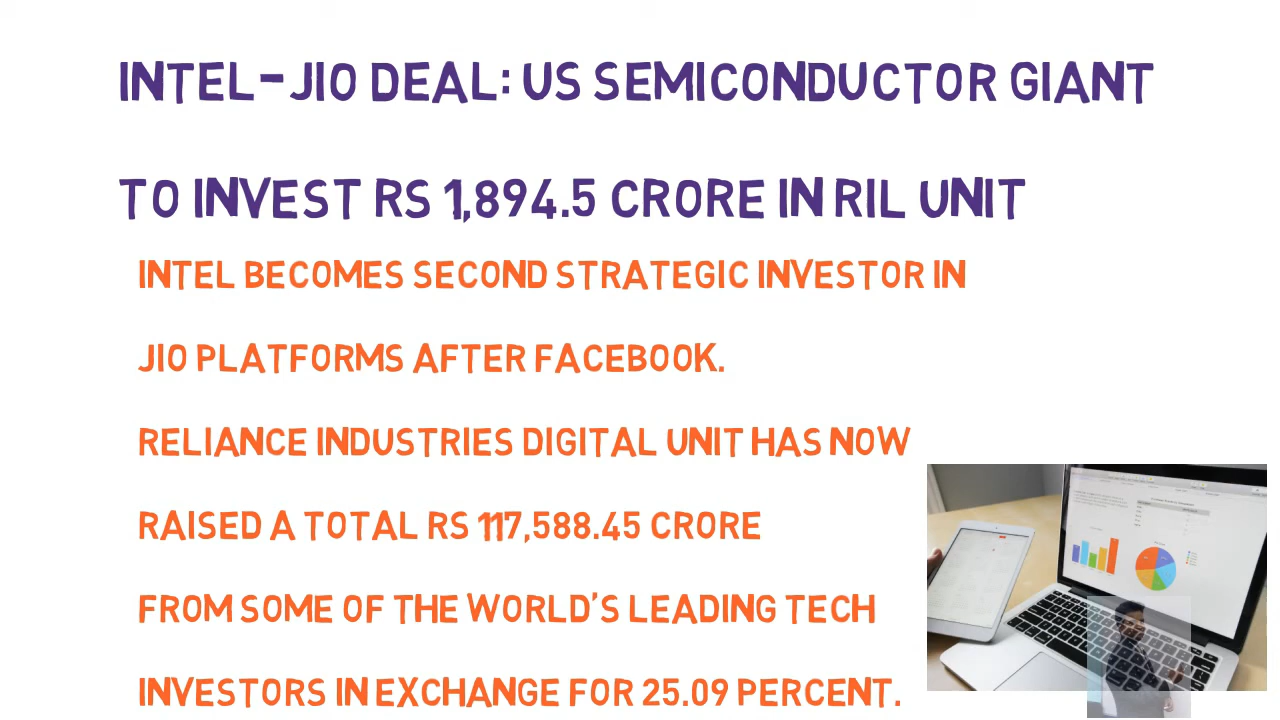 INTEL-JIO DEAL: US SEMICONDUCTOR GIANT
TO INVEST RS 1,894.5 CRORE IN RIL UNIT
INTEL BECOMES SECOND STRATEGIC INVESTOR IN
JIO PLATFORMS AFTER FACEBOOK.
RELIANCE INDUSTRIES DIGITAL UNIT HAS NOW
RAISED A TOTAL RS 117,588.45 CRORE
FROM SOME OF THE WORLD'S LEADING TECH
INVESTORS IN EXCHANGE FOR 25.09 PERCENT.